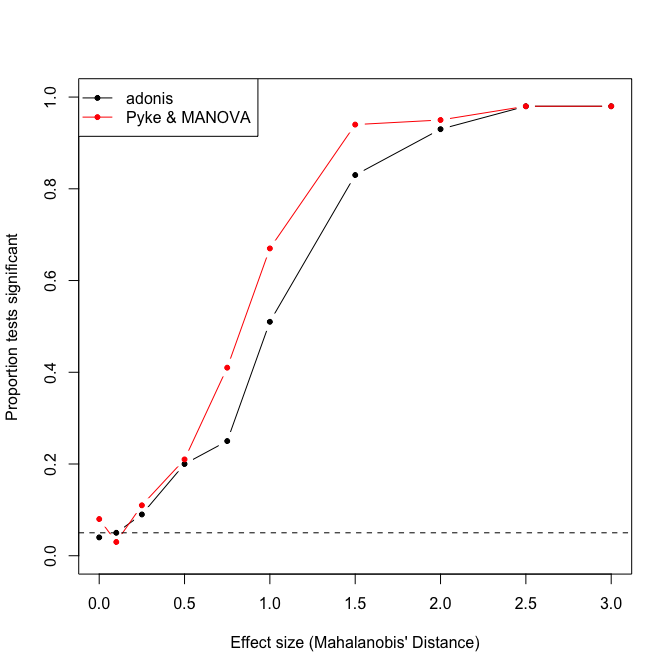 adonis
Pyke & MANOVA
1.0
0.8
0.6
0.4
0.2
0.0
Proportion tests significant
0.0 0.5 1.0 1.5 2.0 2.5 3.0
Effect size (Mahalanobis' Distance)